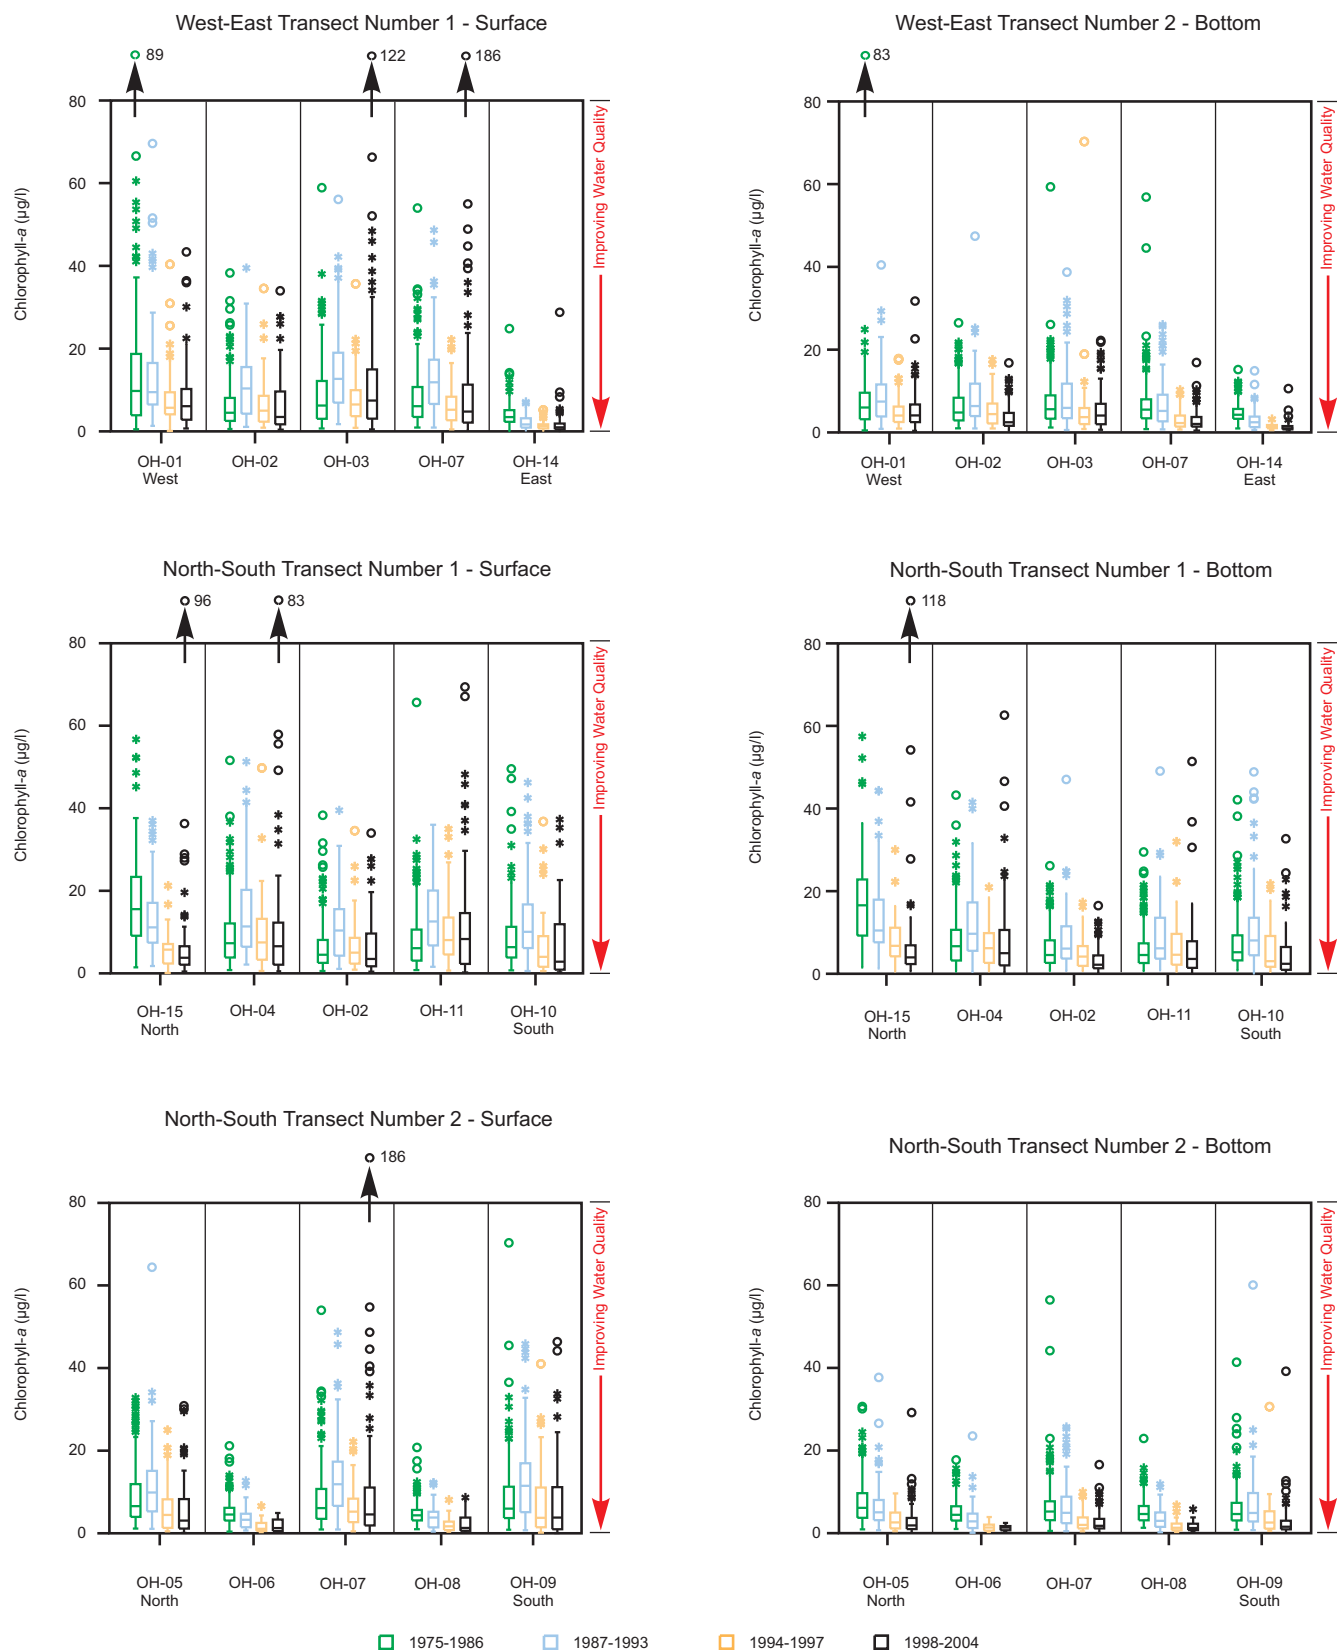 West-East Transect Number 1 - Surface
89
122
186
Chlorophyll-a (µg/l)
80
60
40
20
0
OH-01
West
OH-02
OH-03
OH-07
OH-14
East
Improving Water Quality
West-East Transect Number 2 - Bottom
83
Chlorophyll-a (µg/l)
80
60
40
20
0
OH-01
West
OH-02
OH-03
OH-07
OH-14
East
Improving Water Quality
North-South Transect Number 1 - Surface
96
83
Chlorophyll-a (µg/l)
80
60
40
20
0
OH-15
North
OH-04
OH-02
OH-11
OH-10
South
Improving Water Quality
North-South Transect Number 1 - Bottom
118
Chlorophyll-a (µg/l)
80
60
40
20
0
OH-15
North
OH-04
OH-02
OH-11
OH-10
South
Improving Water Quality
North-South Transect Number 2 - Surface
186
Chlorophyll-a (µg/l)
80
60
40
20
0
OH-05
North
OH-06
OH-07
OH-08
OH-09
South
Improving Water Quality
North-South Transect Number 2 - Bottom
Chlorophyll-a (µg/l)
80
60
40
20
0
OH-05
North
OH-06
OH-07
OH-08
OH-09
South
Improving Water Quality
1975-1986
1987-1993
1994-1997
1998-2004